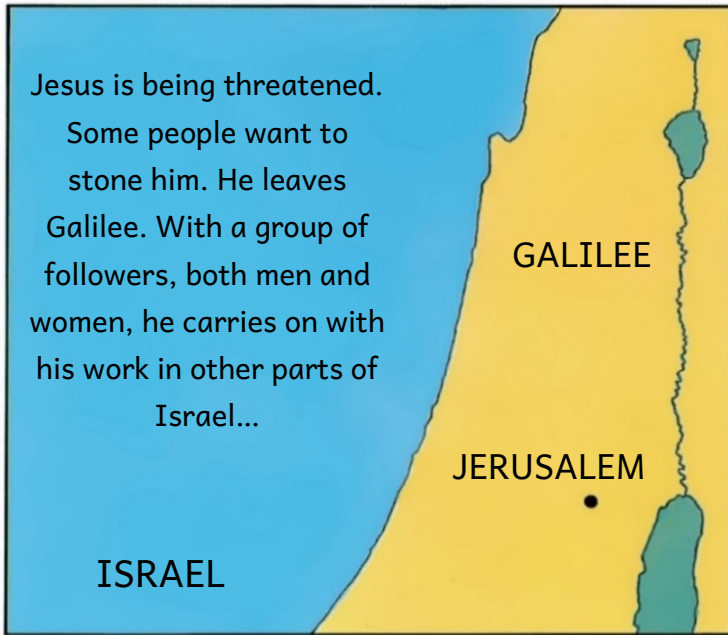 Jesus is being threatened.
Some people want to
stone him. He leaves
Galilee. With a group of
followers, both men and
women, he carries on with
his work in other parts of
Israel...
GALILEE
JERUSALEM
ISRAEL